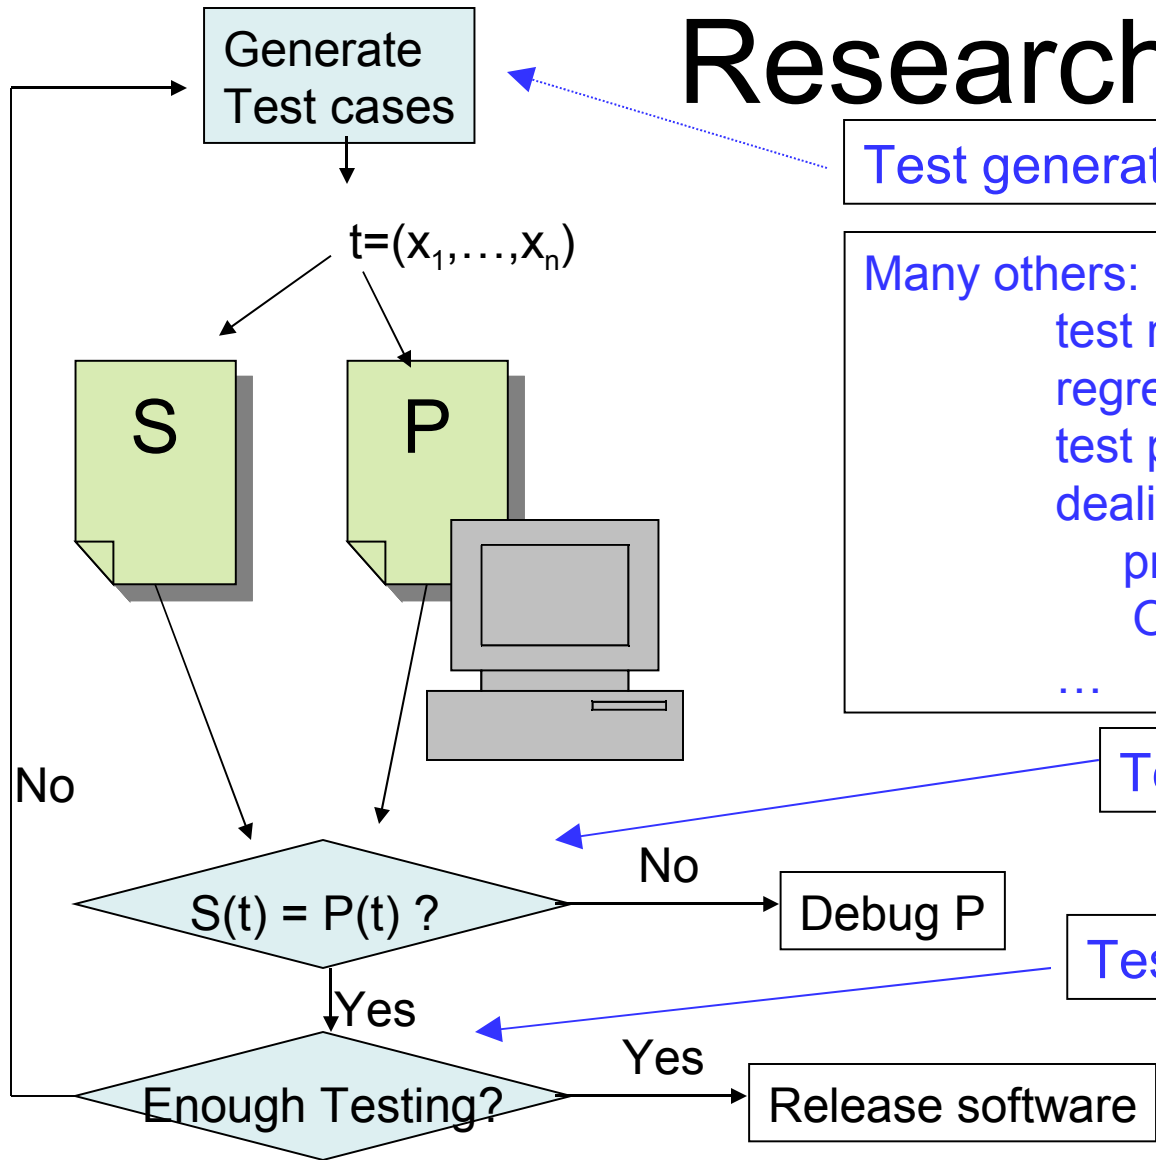 Research
Generate
Test cases
Test generat
t=(x₁,…,xₙ)
Many others:
test
regre
test
deali
S
P
…
No
S(t) = P(t) ?
No
Debug P
Yes
Enough Testing?
Yes
Release software